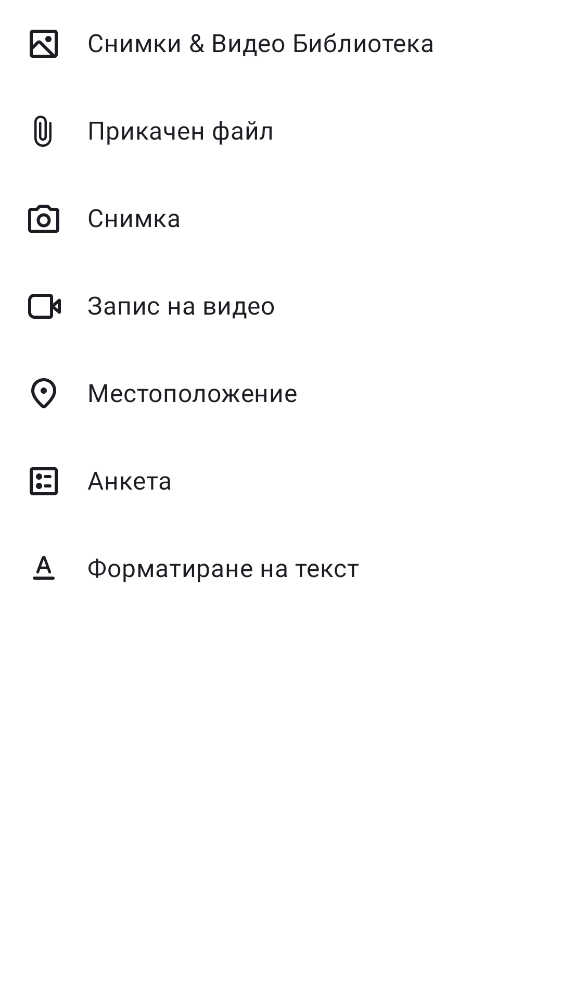 Снимки & Видео Библиотека
Прикачен файл
Снимка
Запис на видео
Местоположение
Анкета
Форматиране на текст